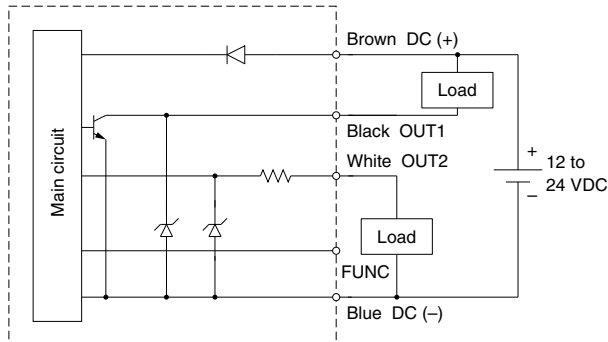 Brown DC (+)
Load
Main circuit
Black OUT1
White OUT2
+
12 to
24 VDC
–
Load
FUNC
Blue DC (–)